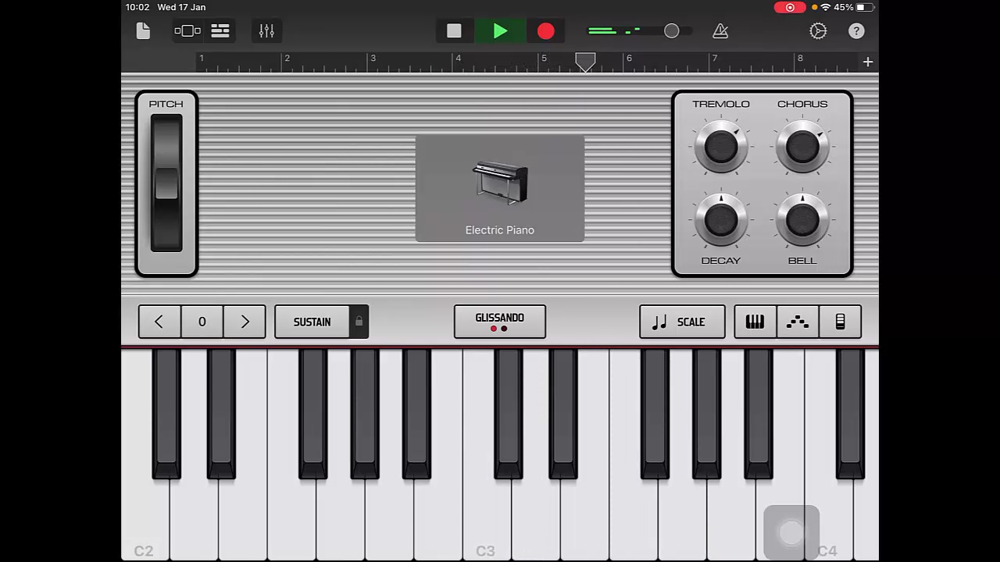 10:02 Wed 17 Jan
45%
?
1 2 3 4 5 6 7 8 +
PITCH
TREMOLO CHORUS
Electric Piano
DECAY BELL
< 0 > SUSTAIN GLISSANDO SCALE
C2 C3 C4